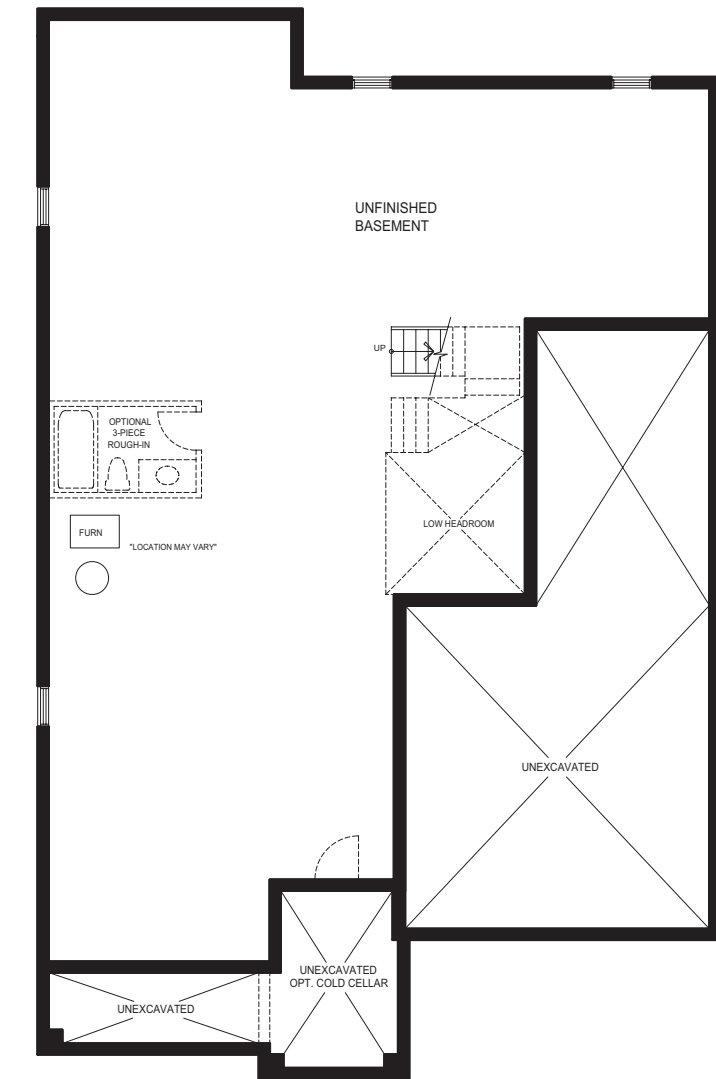 UNFINISHED
BASEMENT
UP
OPTIONAL
3-PIECE
ROUGH-IN
LOW HEADROOM
FURN
"LOCATION MAY VARY"
UNEXCAVATED
UNEXCAVATED
OPT. COLD CELLAR
UNEXCAVATED